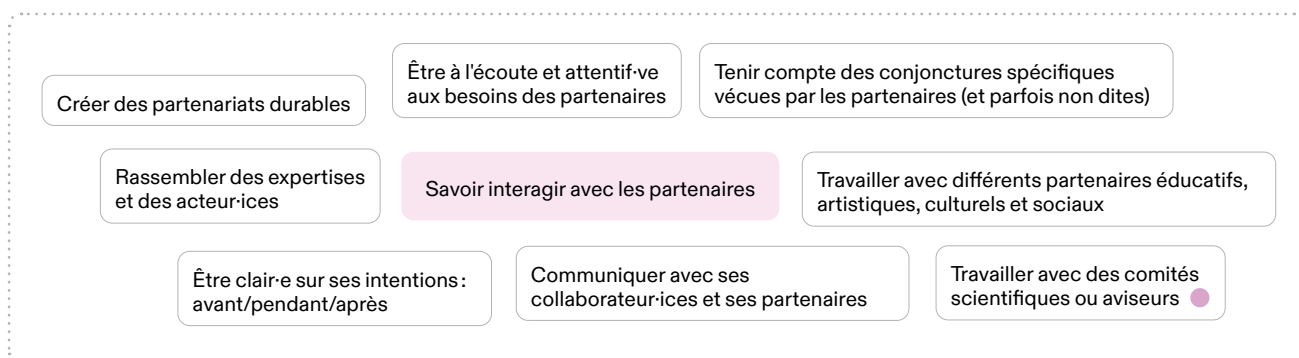 Être à l'écoute et attentif·ve
aux besoins des partenaires
Tenir compte des conjonctures spécifiques
vécues par les partenaires (et parfois non dites)
Créer des partenariats durables
Rassembler des expertises
et des acteur·ices
Savoir interagir avec les partenaires
Travailler avec différents partenaires éducatifs,
artistiques, culturels et sociaux
Être clair·e sur ses intentions :
avant/pendant/après
Communiquer avec ses
collaborateur·ices et ses partenaires
Travailler avec des comités
scientifiques ou aviseurs